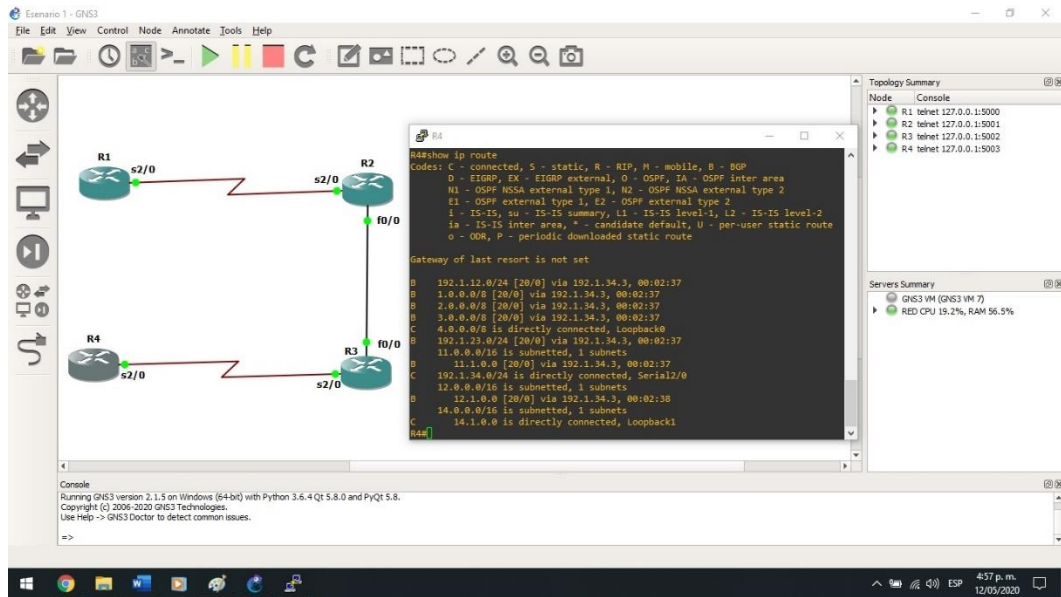 Esenario 1 - GNS3
File Edit View Control Node Annotate Tools Help
R1
s2/0
R2
s2/0
f0/0
R4
s2/0
R3
f0/0
s2/0
R4
R4#show ip route
Codes: C - connected, S - static, R - RIP, M - mobile, B - BGP
D - EIGRP, EX - EIGRP external, O - OSPF, IA - OSPF inter area
N1 - OSPF NSSA external type 1, N2 - OSPF NSSA external type 2
E1 - OSPF external type 1, E2 - OSPF external type 2
i - IS-IS, su - IS-IS summary, L1 - IS-IS level-1, L2 - IS-IS level-2
ia - IS-IS inter area, * - candidate default, U - per-user static route
o - ODR, P - periodic downloaded static route
Gateway of last resort is not set
B 192.1.12.0/24 [20/0] via 192.1.34.3, 00:02:37
B 1.0.0.0/8 [20/0] via 192.1.34.3, 00:02:37
B 2.0.0.0/8 [20/0] via 192.1.34.3, 00:02:37
B 3.0.0.0/8 [20/0] via 192.1.34.3, 00:02:37
C 4.0.0.0/8 is directly connected, Loopback0
B 192.1.23.0/24 [20/0] via 192.1.34.3, 00:02:37
11.0.0.0/16 is subnetted, 1 subnets
B 11.1.0.0 [20/0] via 192.1.34.3, 00:02:37
C 192.1.34.0/24 is directly connected, Serial2/0
12.0.0.0/16 is subnetted, 1 subnets
B 12.1.0.0 [20/0] via 192.1.34.3, 00:02:38
14.0.0.0/16 is subnetted, 1 subnets
C 14.1.0.0 is directly connected, Loopback1
R4#
Topology Summary
Node Console
R1 telnet 127.0.0.1:5000
R2 telnet 127.0.0.1:5001
R3 telnet 127.0.0.1:5002
R4 telnet 127.0.0.1:5003
Servers Summary
GNS3 VM (GNS3 VM 7)
RED CPU 19.2%, RAM 56.5%
Console
Running GNS3 version 2.1.5 on Windows (64-bit) with Python 3.6.4 Qt 5.8.0 and PyQt 5.8.
Copyright (c) 2006-2020 GNS3 Technologies.
Use Help -> GNS3 Doctor to detect common issues.
=>
ESP
4:57 p. m.
12/05/2020